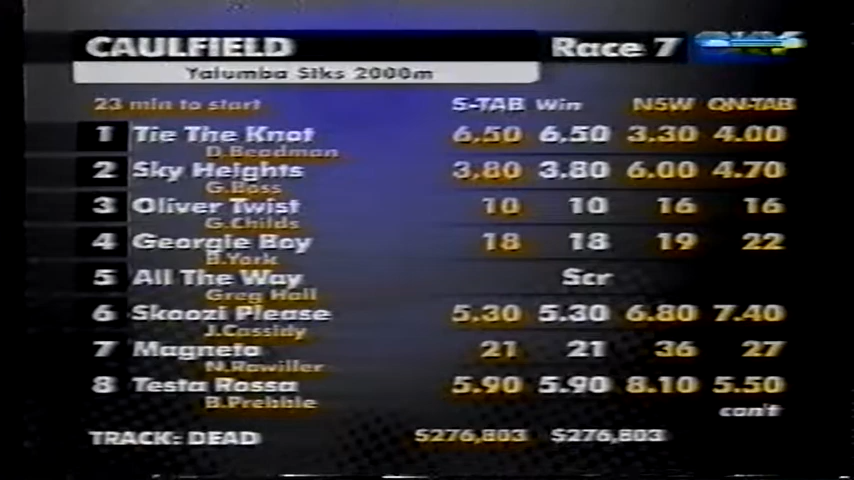 CAULFIELD Race 7
Yalumba Stks 2000m
23 min to start S-TAB Win NSW QN-TAB
1 Tie The Knot 6.50 6.50 3.30 4.00
D.Beadman
2 Sky Heights 3.80 3.80 6.00 4.70
G.Boss
3 Oliver Twist 10 10 16 16
G.Childs
4 Georgie Boy 18 18 19 22
B.York
5 All The Way Scr
Greg Hall
6 Skoozi Please 5.30 5.30 6.80 7.40
J.Cassidy
7 Magneto 21 21 36 27
N.Rawiller
8 Testa Rossa 5.90 5.90 8.10 5.50
B.Prebble
con't
TRACK: DEAD $276,803 $276,803